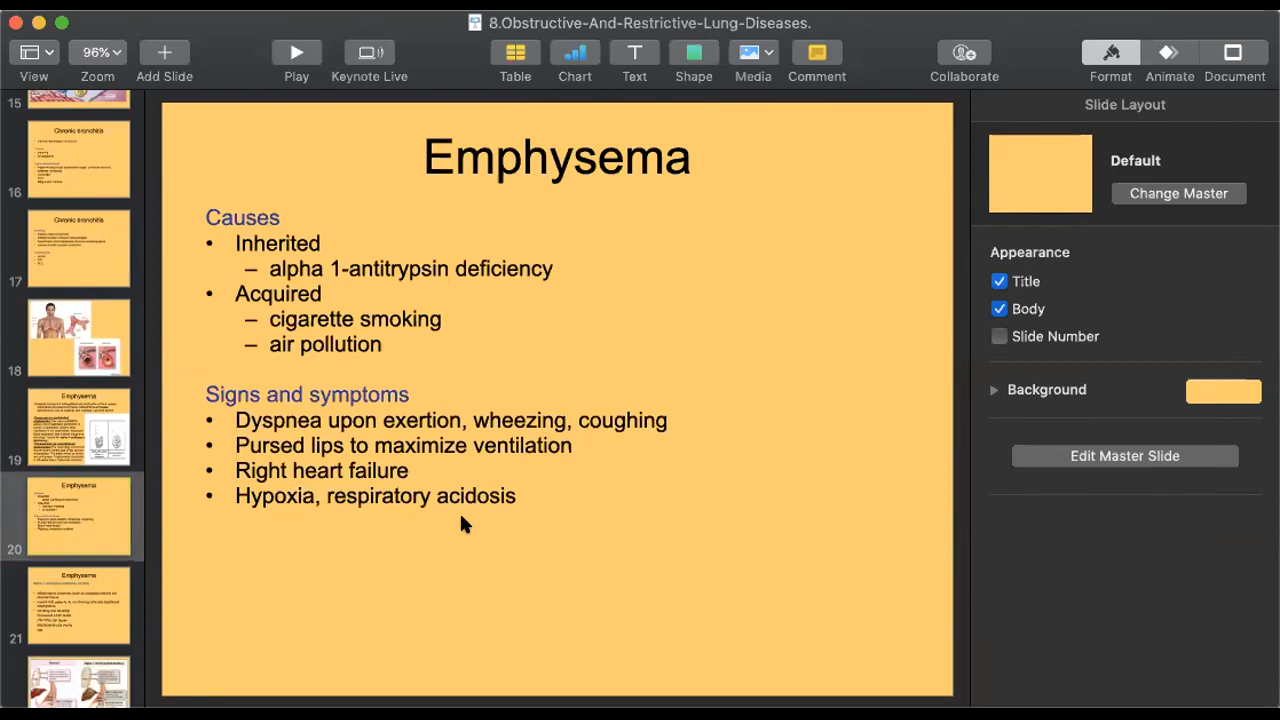 8.Obstructive-And-Restrictive-Lung-Diseases.
96%
View
Zoom
Add Slide
Play
Keynote Live
Table
Chart
Text
Shape
Media
Comment
Collaborate
Format
Animate
Document
15
Chronic bronchitis
16
Chronic bronchitis
17
18
Emphysema
19
Emphysema
20
Emphysema
21
Emphysema
Causes
• Inherited
– alpha 1-antitrypsin deficiency
• Acquired
– cigarette smoking
– air pollution
Signs and symptoms
• Dyspnea upon exertion, wheezing, coughing
• Pursed lips to maximize ventilation
• Right heart failure
• Hypoxia, respiratory acidosis
Slide Layout
Default
Change Master
Appearance
Title
Body
Slide Number
Background
Edit Master Slide